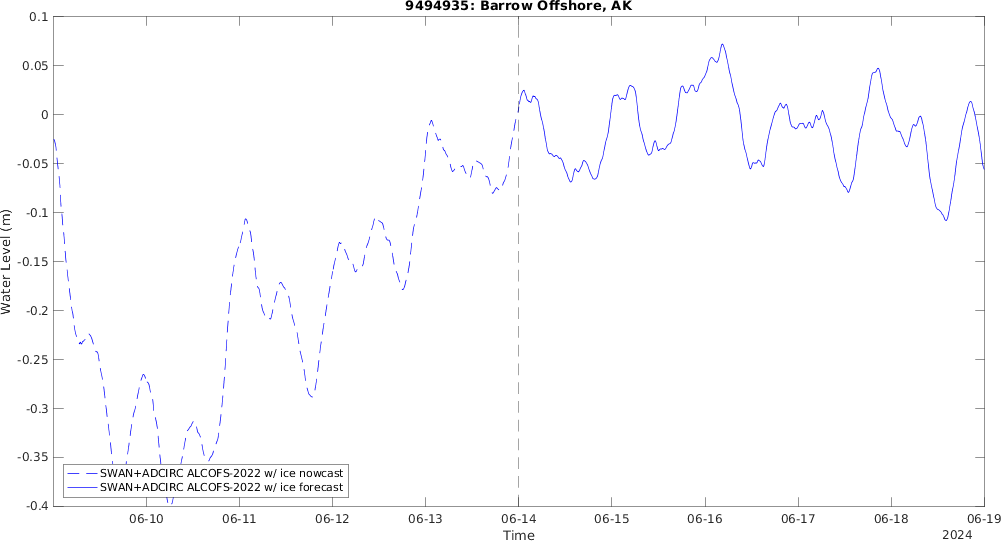 9494935: Barrow Offshore, AK
Water Level (m)
0.1
0.05
0
-0.05
-0.1
-0.15
-0.2
-0.25
-0.3
-0.35
-0.4
SWAN+ADCIRC ALCOFS-2022 w/ ice nowcast
SWAN+ADCIRC ALCOFS-2022 w/ ice forecast
06-10 06-11 06-12 06-13 06-14 06-15 06-16 06-17 06-18 06-19
Time
2024